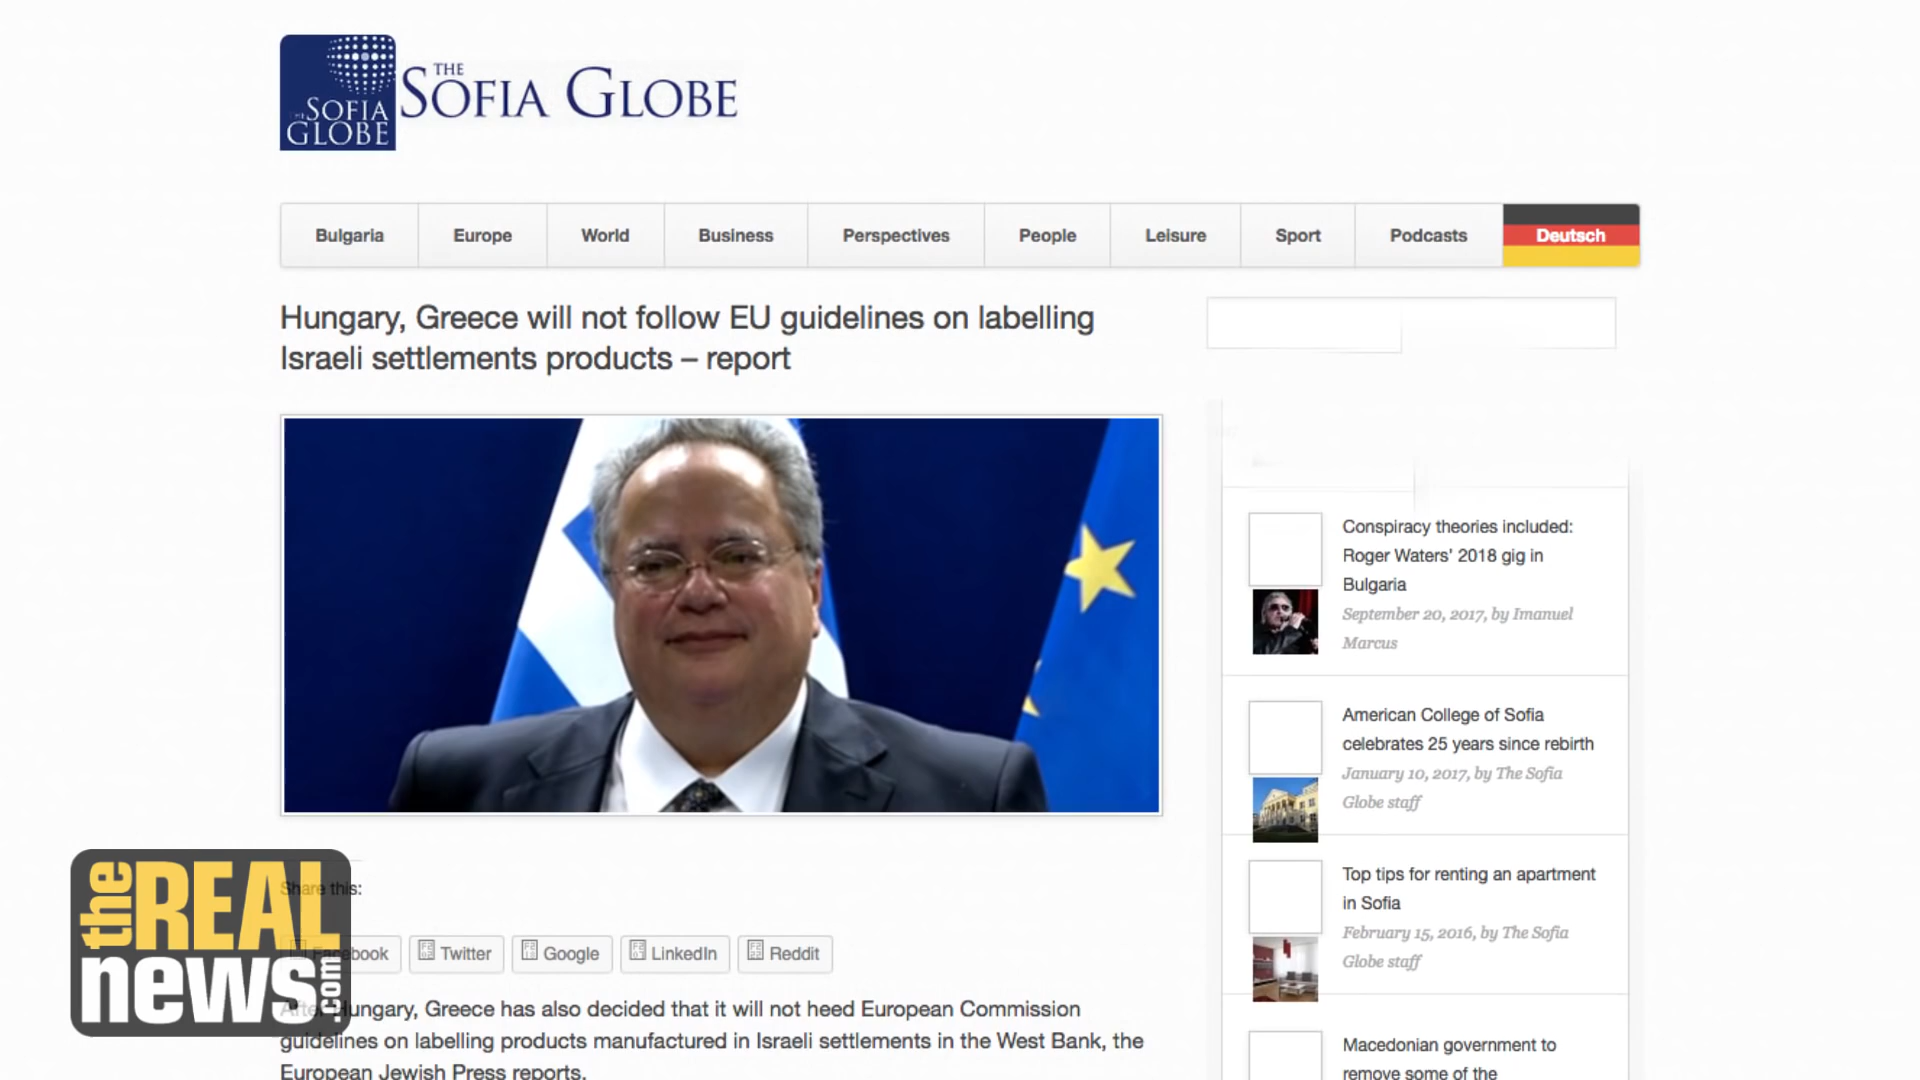 THE
SOFIA
GLOBE
THE
SOFIA GLOBE
Bulgaria
Europe
World
Business
Perspectives
People
Leisure
Sport
Podcasts
Deutsch
Hungary, Greece will not follow EU guidelines on labelling
Israeli settlements products – report
Share this:
Facebook
Twitter
Google
LinkedIn
Reddit
After Hungary, Greece has also decided that it will not heed European Commission
guidelines on labelling products manufactured in Israeli settlements in the West Bank, the
European Jewish Press reports.
Conspiracy theories included:
Roger Waters' 2018 gig in
Bulgaria
September 20, 2017, by Imanuel
Marcus
American College of Sofia
celebrates 25 years since rebirth
January 10, 2017, by The Sofia
Globe staff
Top tips for renting an apartment
in Sofia
February 15, 2016, by The Sofia
Globe staff
Macedonian government to
remove some of the
the REAL
news.com